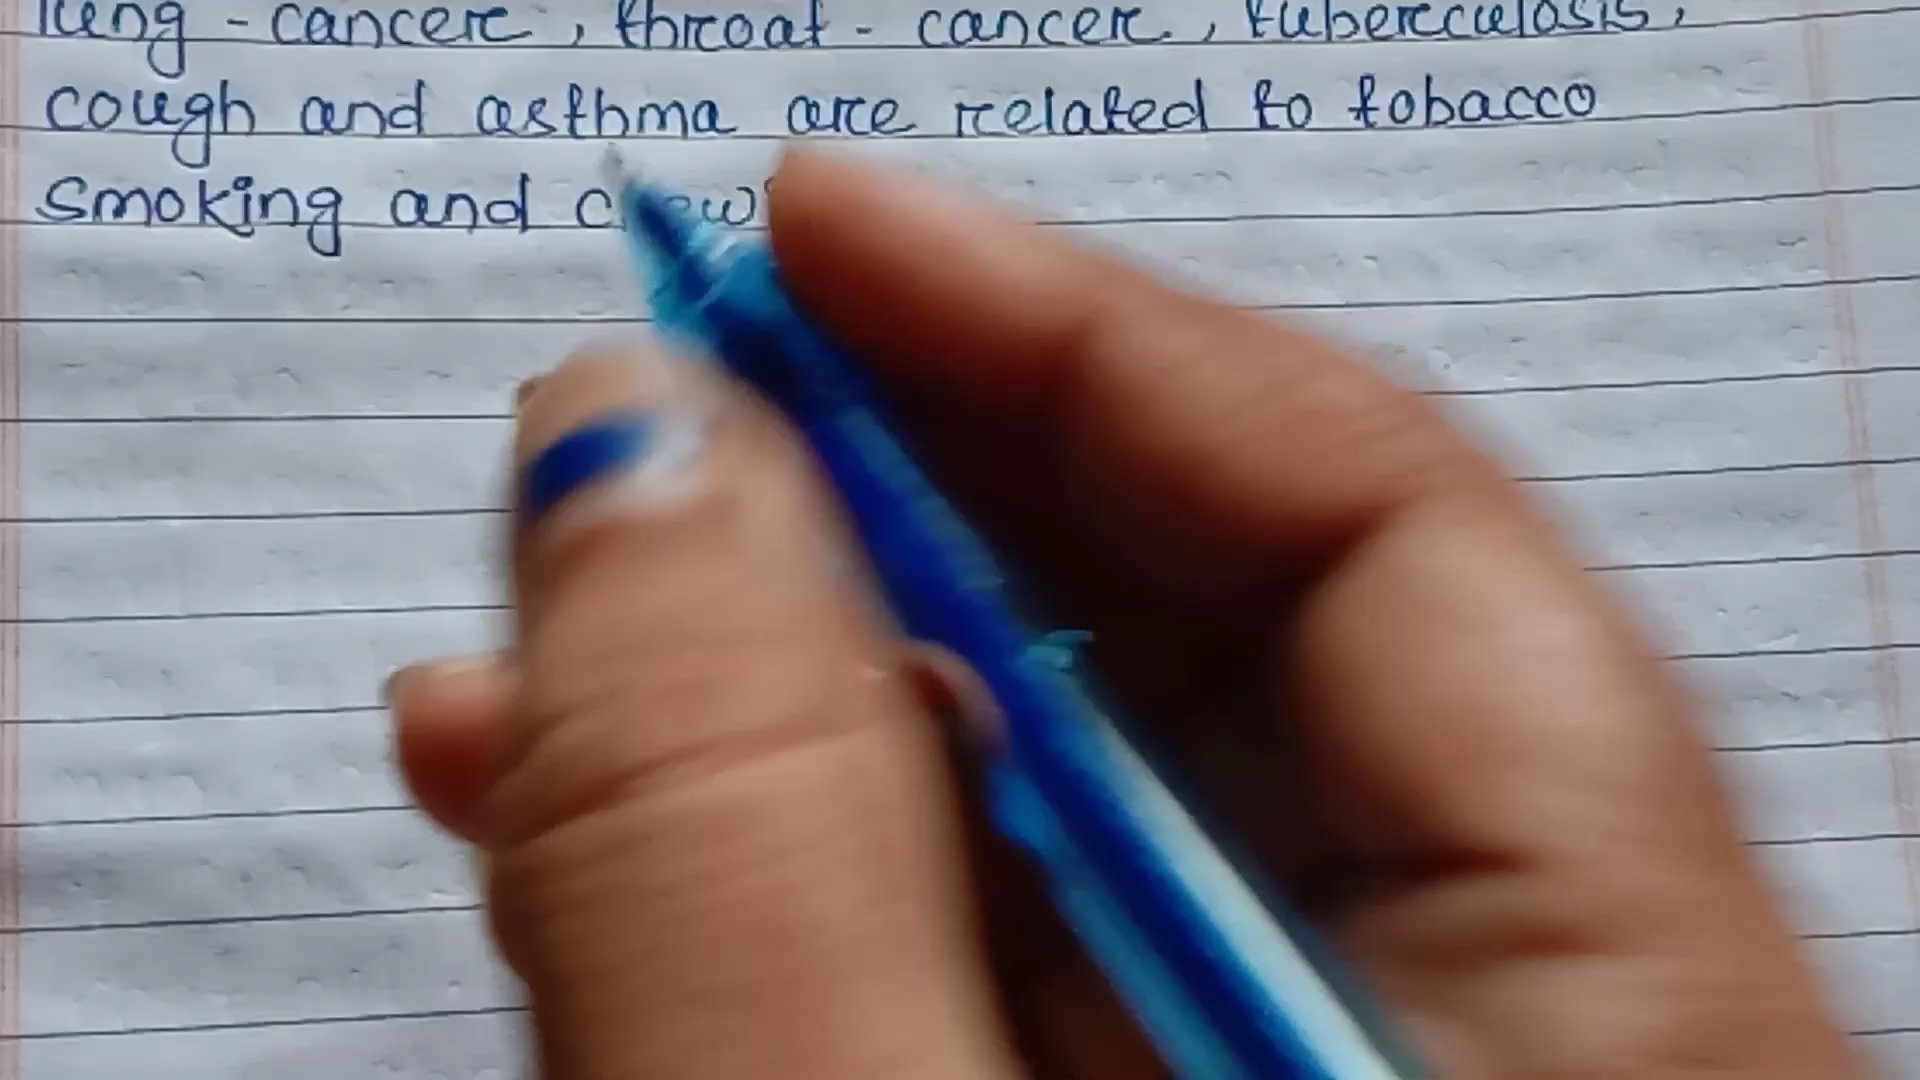 lung - cancer, throat - cancer, tuberculosis,
cough and asthma are related to tobacco
smoking and